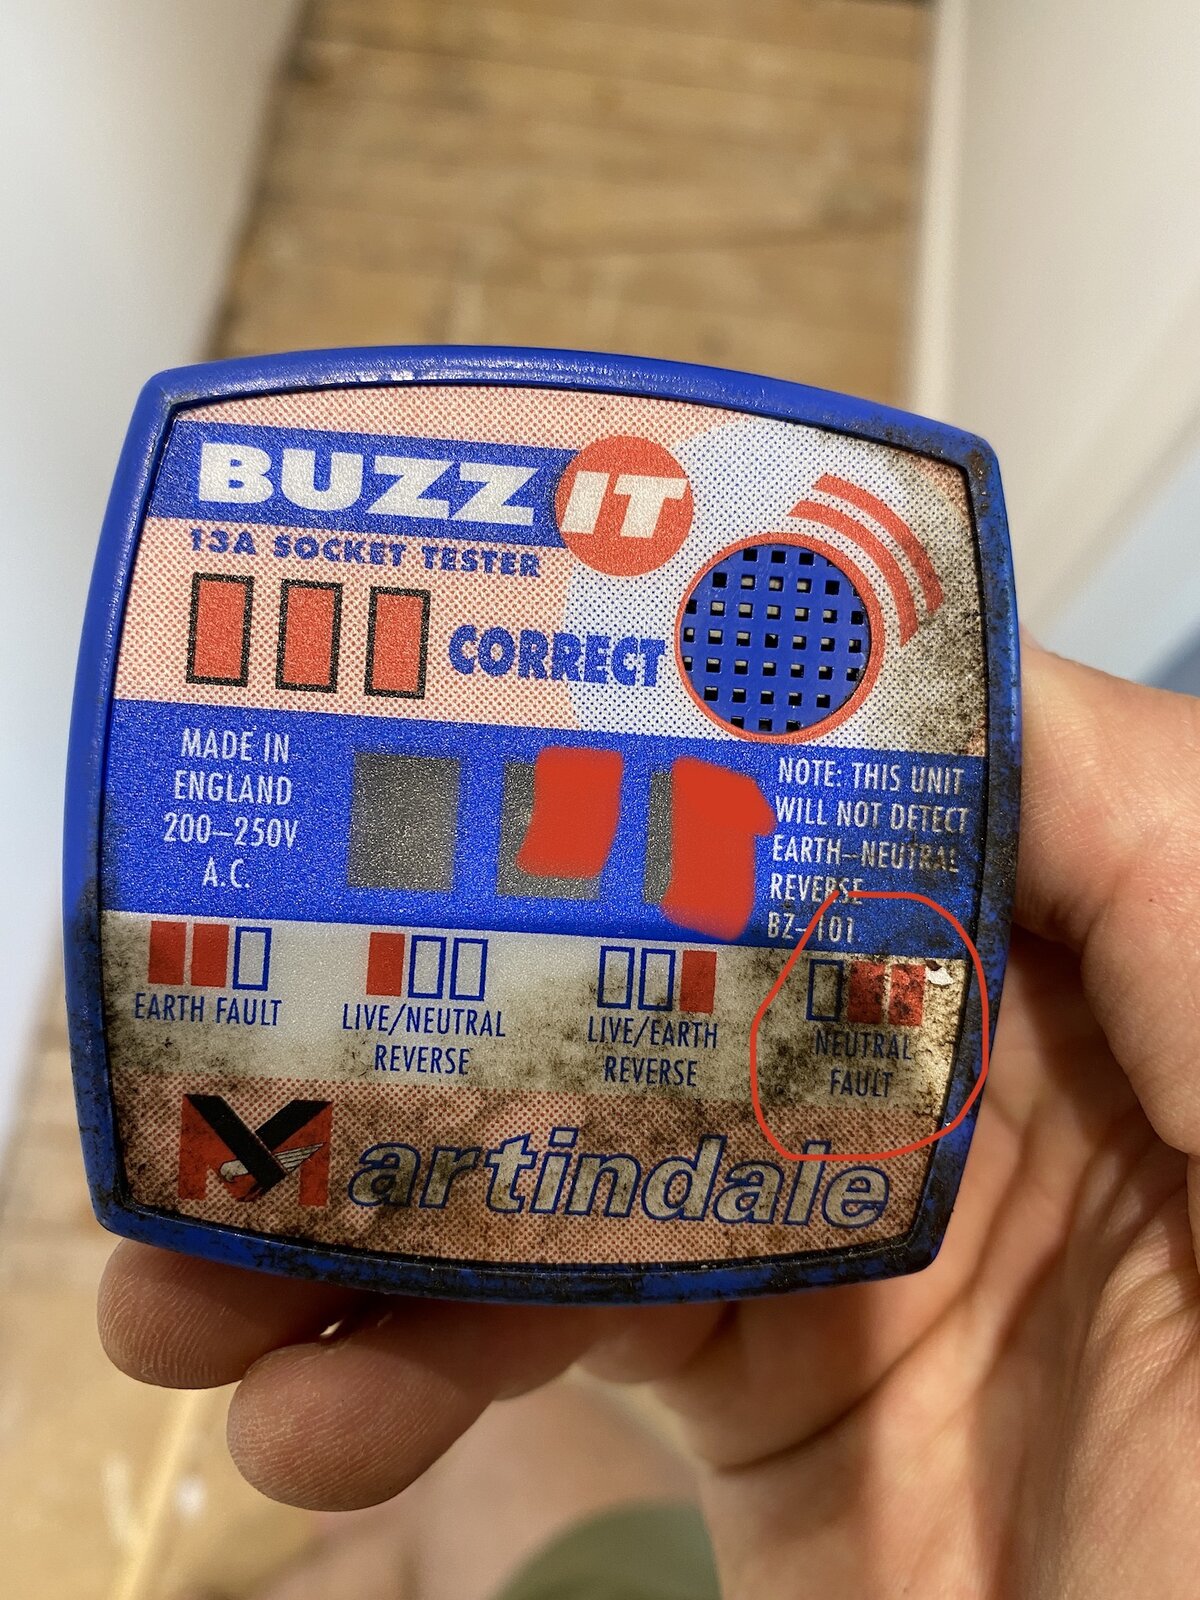 BUZZ IT
13A SOCKET TESTER
CORRECT
MADE IN
ENGLAND
200–250V
A.C.
NOTE: THIS UNIT
WILL NOT DETECT
EARTH–NEUTRAL
REVERSE
BZ–101
EARTH FAULT
LIVE/NEUTRAL
REVERSE
LIVE/EARTH
REVERSE
NEUTRAL
FAULT
Martindale